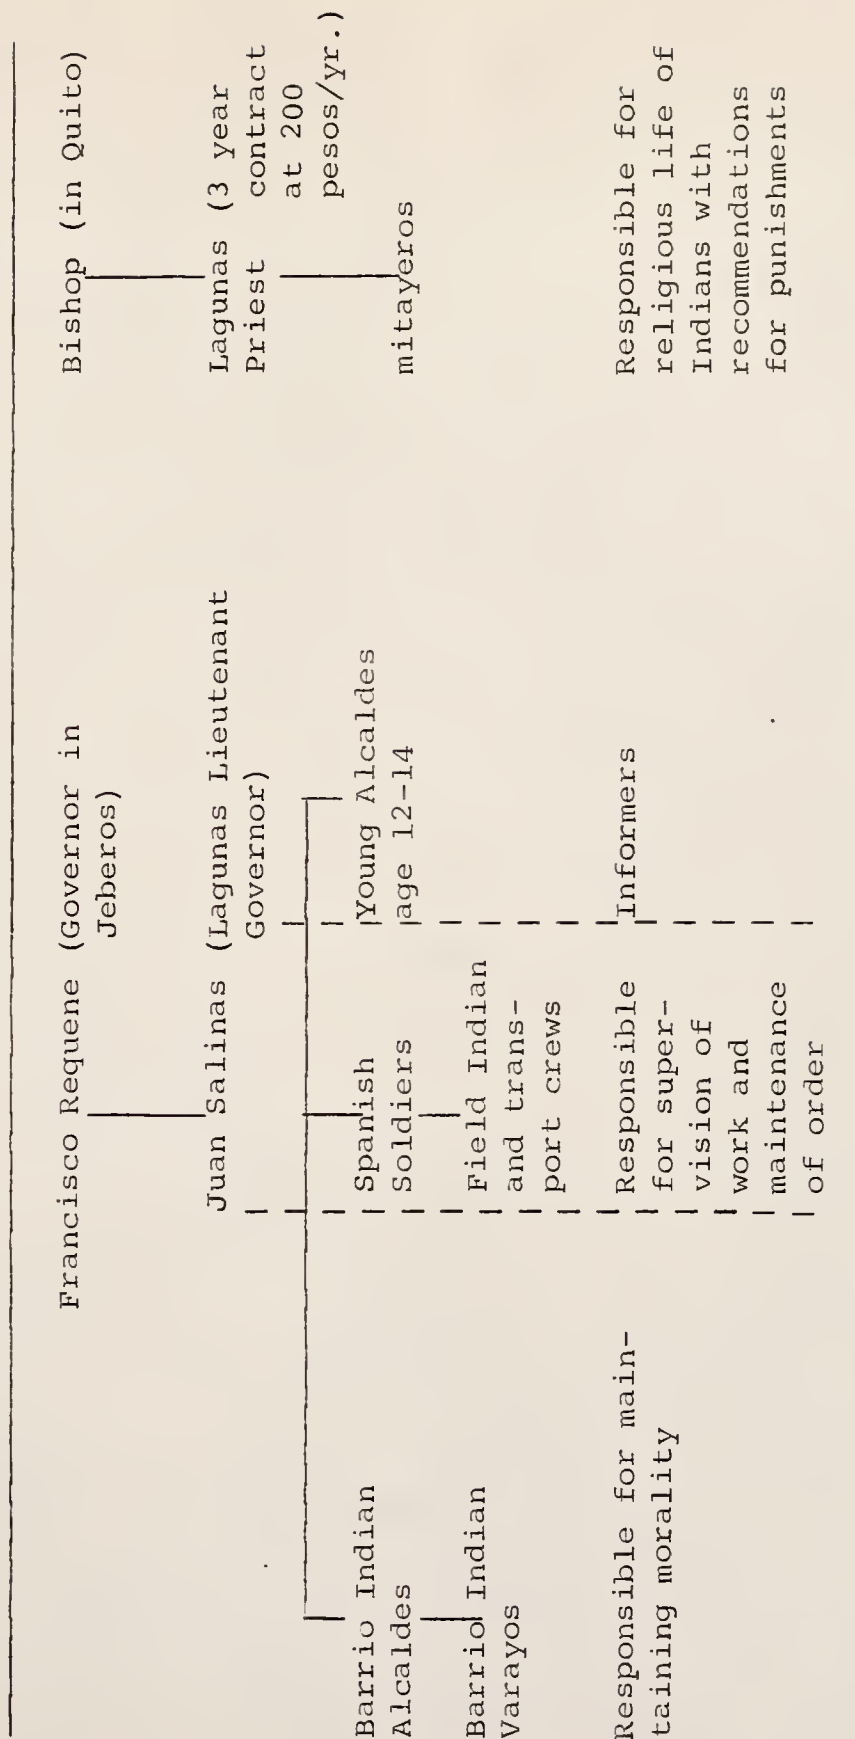 Francisco Requene (Governor in
Jeberos)
Bishop (in Quito)
Juan Salinas (Lagunas Lieutenant
Governor)
Lagunas (3 year
Priest contract
at 200
pesos/yr.)
Barrio Indian
Alcaldes
Spanish
Soldiers
Young Alcaldes
age 12-14
mitayeros
Barrio Indian
Varayos
Field Indian
and trans-
port crews
Responsible for main-
taining morality
Responsible
for super-
vision of
work and
maintenance
of order
Informers
Responsible for
religious life of
Indians with
recommendations
for punishments